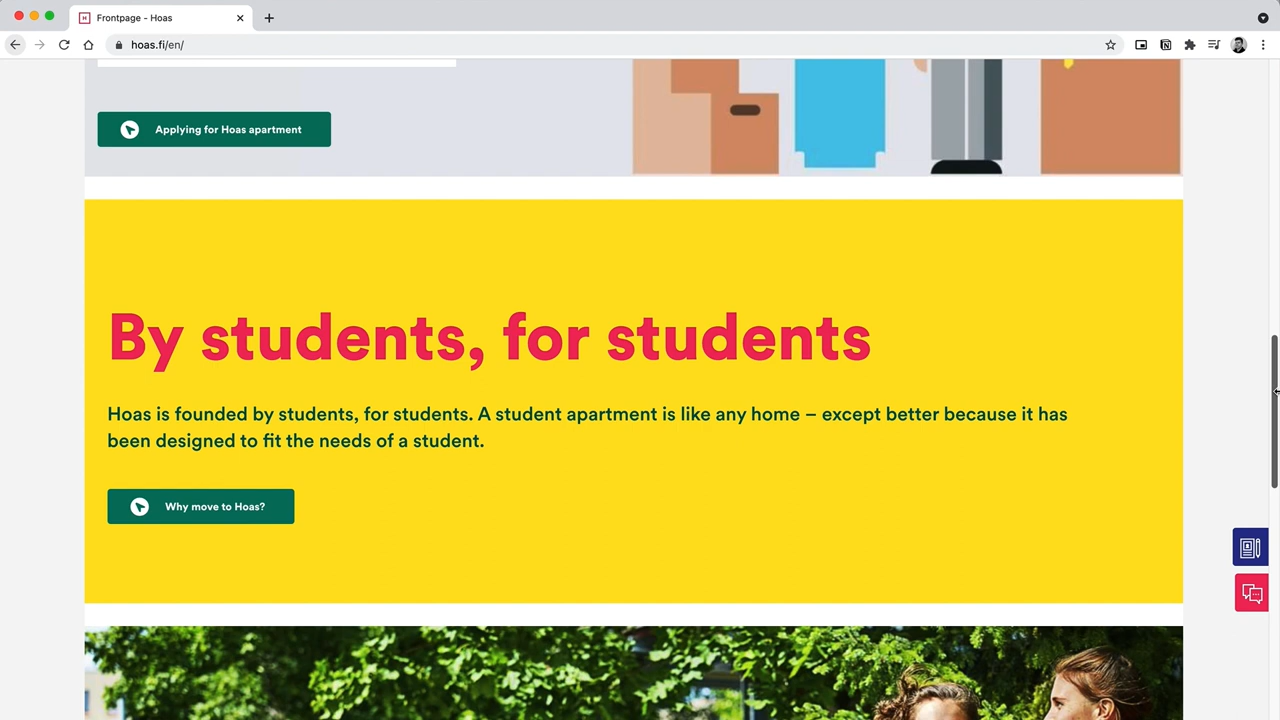 Frontpage - Hoas
hoas.fi/en/
Applying for Hoas apartment
By students, for students
Hoas is founded by students, for students. A student apartment is like any home – except better because it has
been designed to fit the needs of a student.
Why move to Hoas?